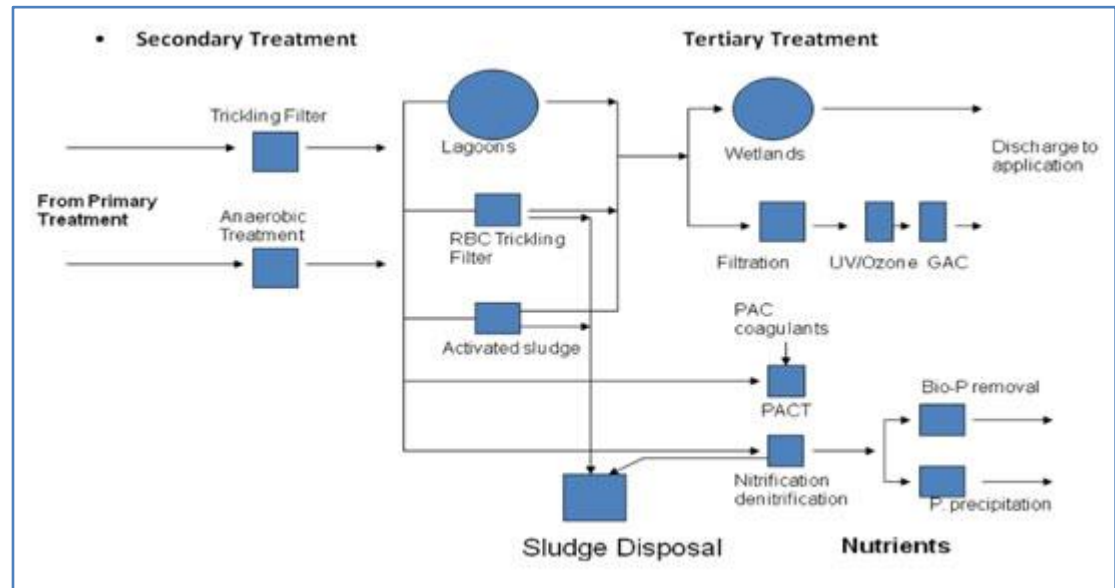 • Secondary Treatment
Tertiary Treatment
Trickling Filter
Lagoons
Wetlands
Discharge to
application
From Primary
Treatment
Anaerobic
Treatment
RBC Trickling
Filter
Filtration
UV/Ozone
GAC
Activated sludge
PAC
coagulants
PACT
Bio-P removal
Nitrification
denitrification
P. precipitation
Sludge Disposal
Nutrients